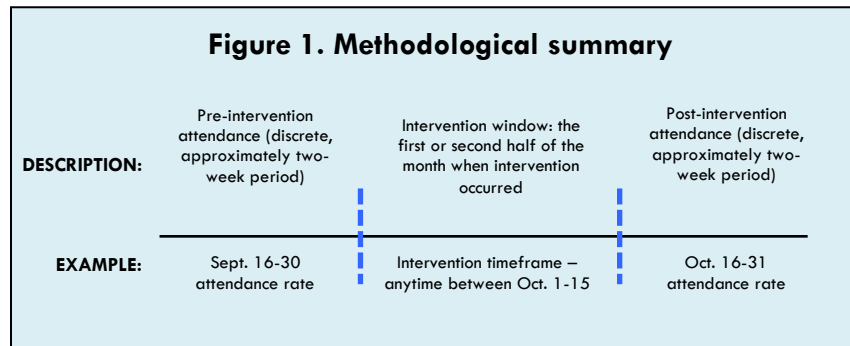 Figure 1. Methodological summary
DESCRIPTION:
Pre-intervention
attendance (discrete,
approximately two-
week period)
Intervention window: the
first or second half of the
month when intervention
occurred
Post-intervention
attendance (discrete,
approximately two-
week period)
EXAMPLE:
Sept. 16-30
attendance rate
Intervention timeframe –
anytime between Oct. 1-15
Oct. 16-31
attendance rate